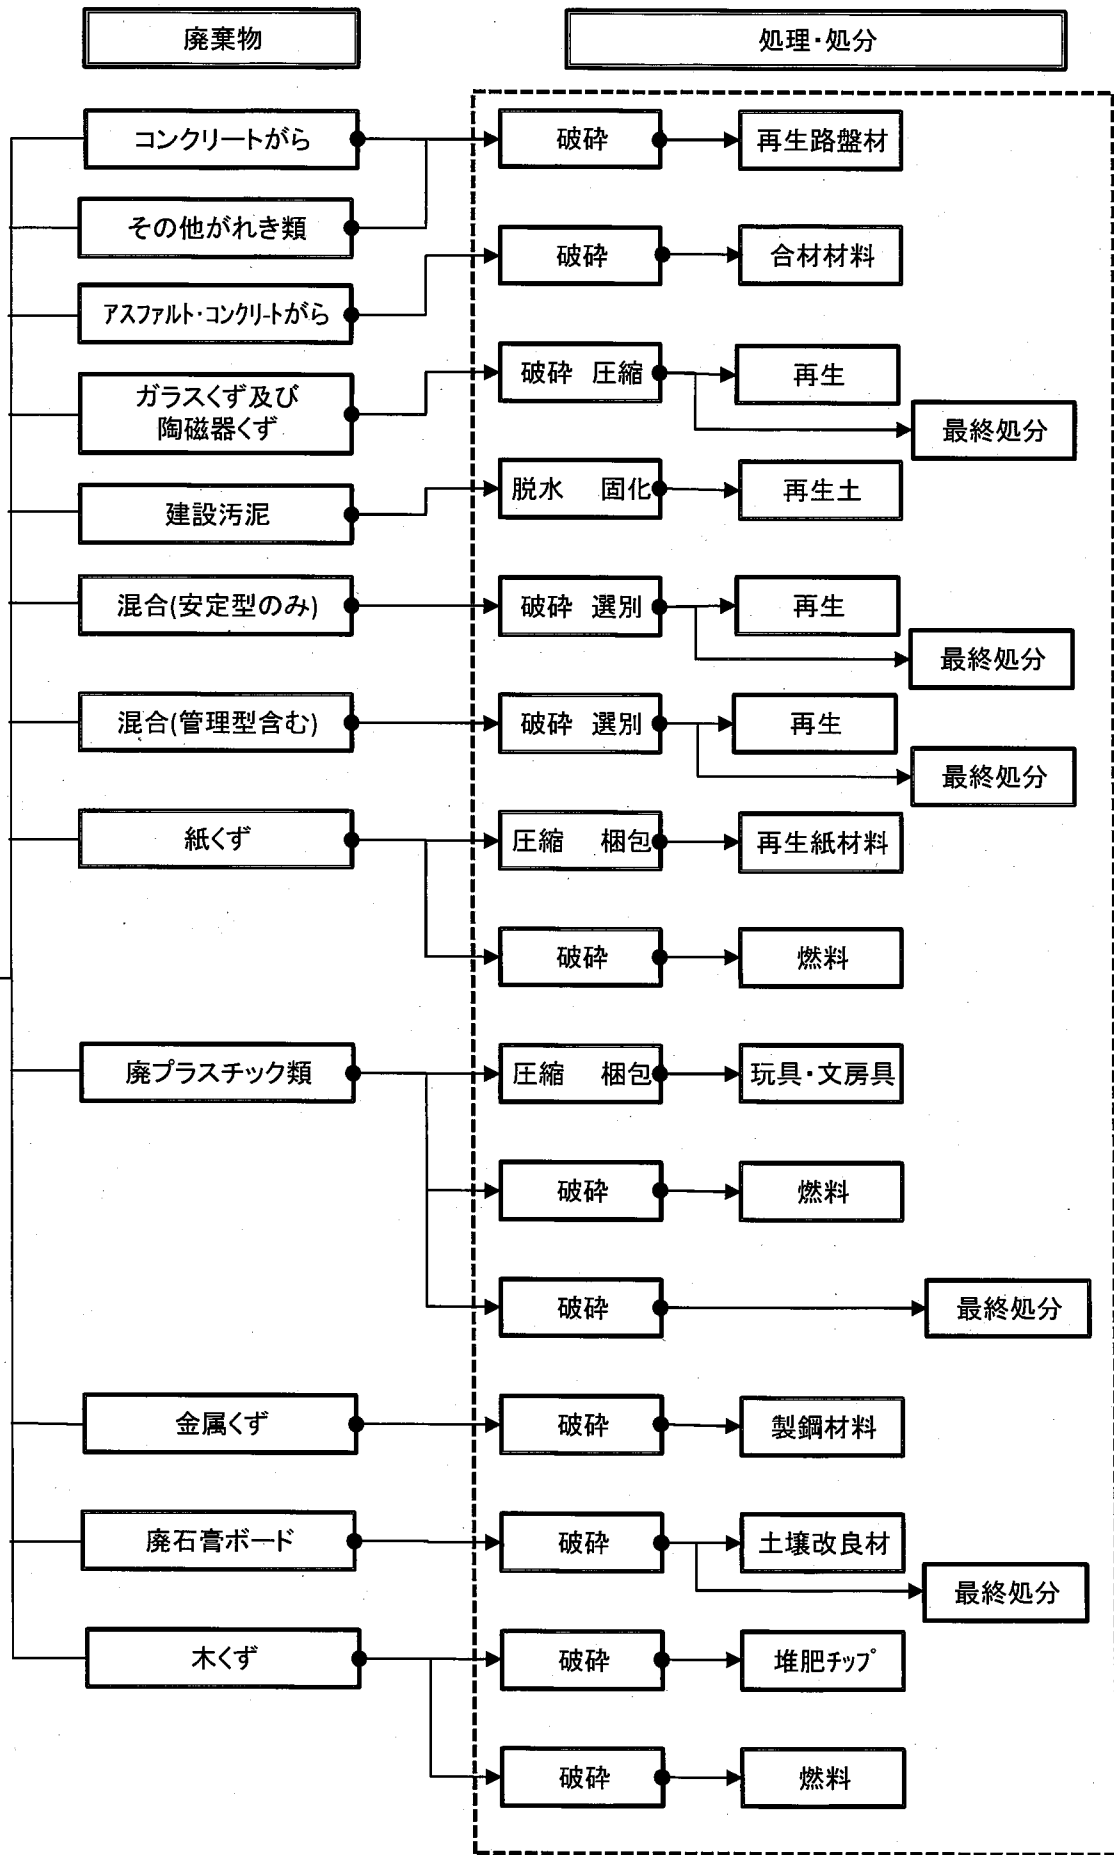 廃棄物
処理・処分
コンクリートがら
破砕
再生路盤材
その他がれき類
破砕
合材材料
アスファルト・コンクリートがら
ガラスくず及び
陶磁器くず
破砕 圧縮
再生
最終処分
建設汚泥
脱水 固化
再生土
混合(安定型のみ)
破砕 選別
再生
最終処分
混合(管理型含む)
破砕 選別
再生
最終処分
紙くず
圧縮 梱包
再生紙材料
破砕
燃料
廃プラスチック類
圧縮 梱包
玩具・文房具
破砕
燃料
破砕
最終処分
金属くず
破砕
製鋼材料
廃石膏ボード
破砕
土壌改良材
最終処分
木くず
破砕
堆肥チップ
破砕
燃料